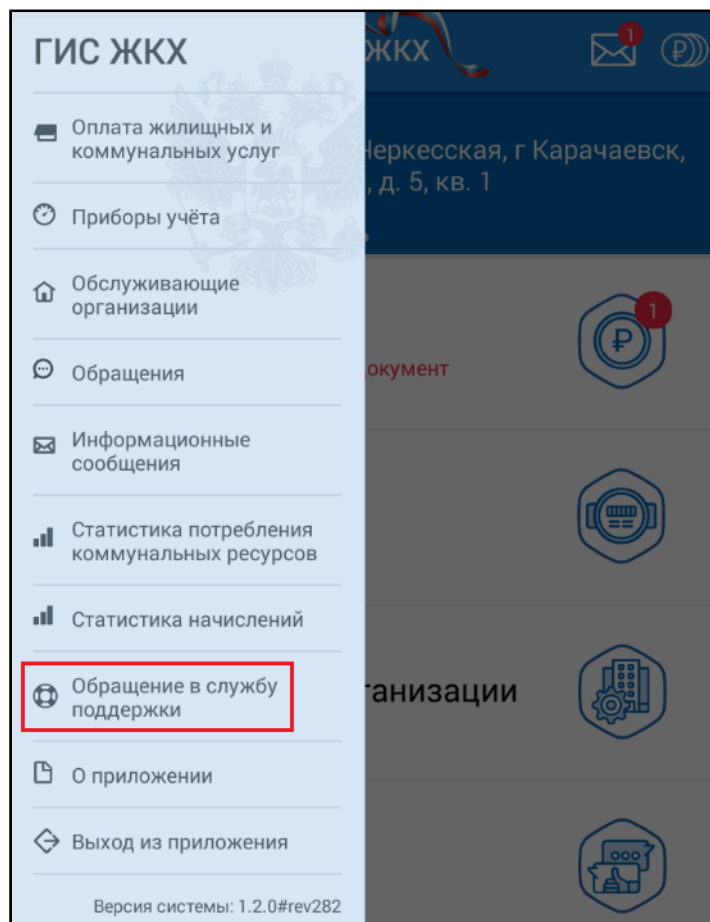 ГИС ЖКХ
Оплата жилищных и
коммунальных услуг
Приборы учёта
Обслуживающие
организации
Обращения
Информационные
сообщения
Статистика потребления
коммунальных ресурсов
Статистика начислений
Обращение в службу
поддержки
О приложении
Выход из приложения
Версия системы: 1.2.0#rev282
ЖКХ
1
Черкесская, г Карачаевск,
, д. 5, кв. 1
1
окумент
ганизации